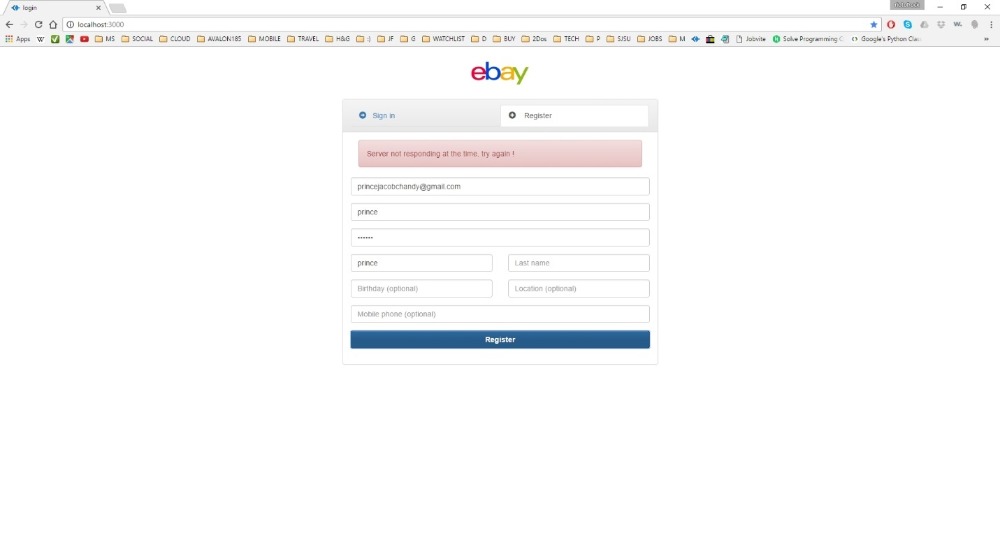 login
riotofrock
localhost:3000
Apps W MS SOCIAL CLOUD AVALON185 MOBILE TRAVEL H&G :) JF G WATCHLIST D BUY 2Dos TECH P SJSU JOBS M Jobvite Solve Programming Google's Python Clas »
ebay
Sign in Register
Server not responding at the time, try again !
princejacobchandy@gmail.com
prince
••••••
prince Last name
Birthday (optional) Location (optional)
Mobile phone (optional)
Register